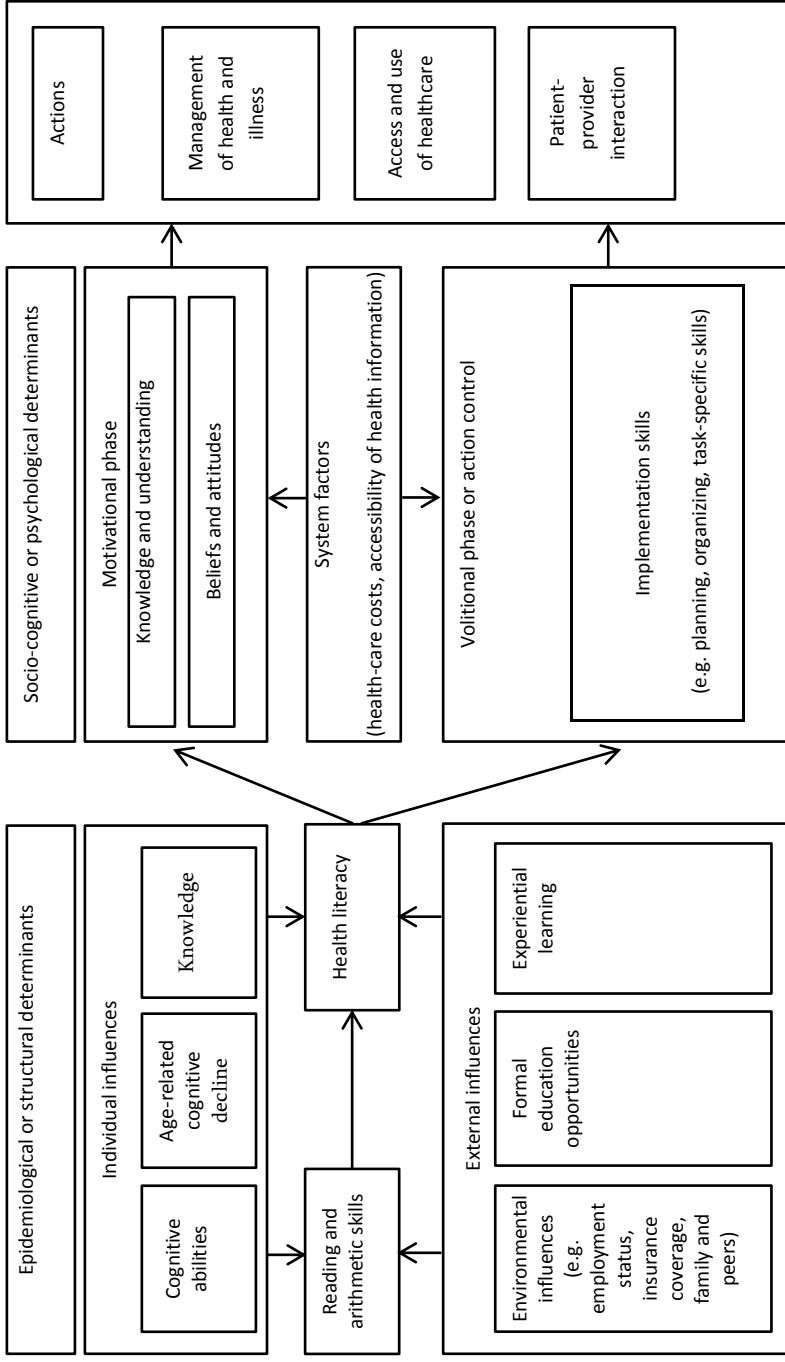 Epidemiological or structural determinants
Individual influences
Cognitive
abilities
Age-related
cognitive
decline
Knowledge
Reading and
arithmetic skills
Health literacy
External influences
Environmental
influences
(e.g.
employment
status,
insurance
coverage,
family and
peers)
Formal
education
opportunities
Experiential
learning
Socio-cognitive or psychological determinants
Motivational phase
Knowledge and understanding
Beliefs and attitudes
System factors
(health-care costs, accessibility of health information)
Volitional phase or action control
Implementation skills
(e.g. planning, organizing, task-specific skills)
Actions
Management
of health and
illness
Access and use
of healthcare
Patient-
provider
interaction